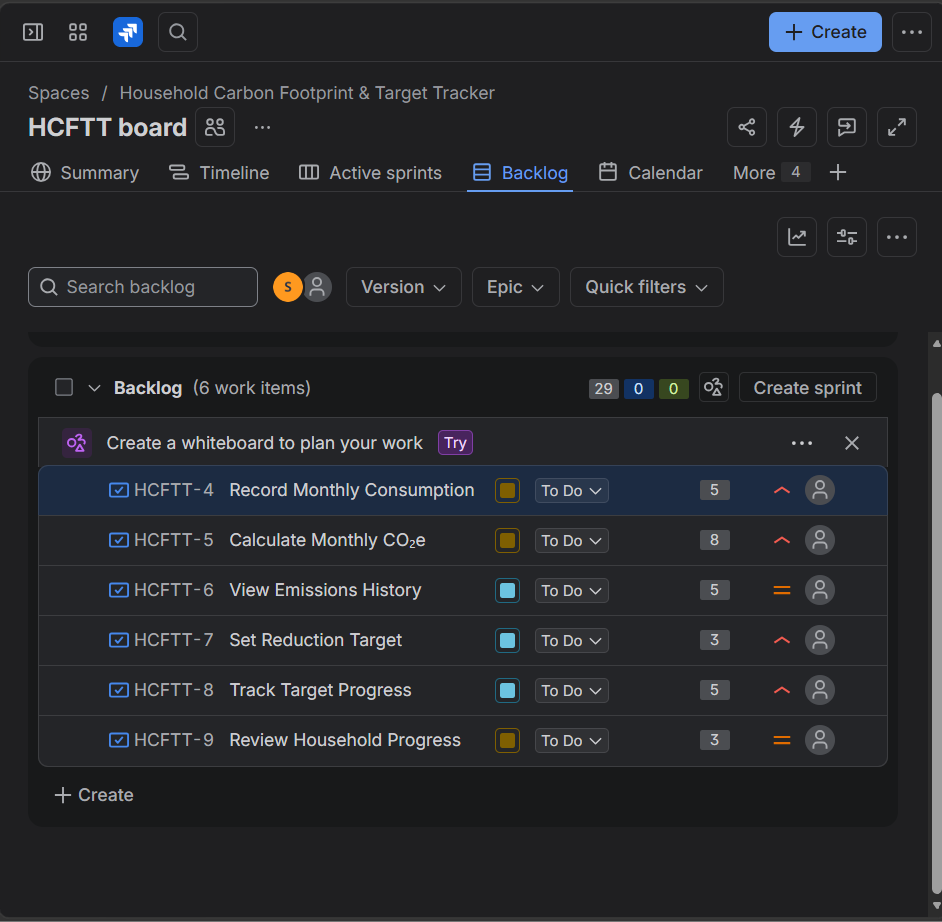 + Create
Spaces / Household Carbon Footprint & Target Tracker
HCFTT board
Summary Timeline Active sprints Backlog Calendar More 4
Search backlog S Version Epic Quick filters
Backlog (6 work items) 29 0 0 Create sprint
Create a whiteboard to plan your work Try
HCFTT-4 Record Monthly Consumption To Do 5
HCFTT-5 Calculate Monthly CO₂e To Do 8
HCFTT-6 View Emissions History To Do 5
HCFTT-7 Set Reduction Target To Do 3
HCFTT-8 Track Target Progress To Do 5
HCFTT-9 Review Household Progress To Do 3
+ Create